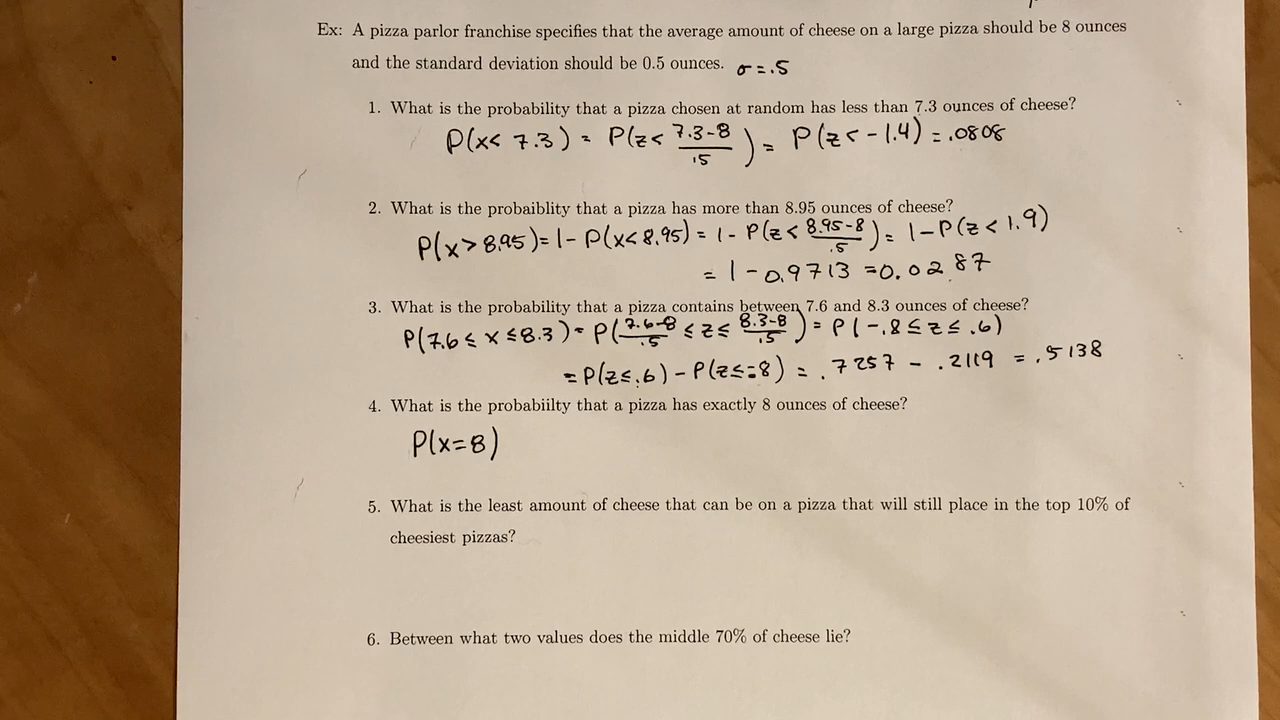 Ex: A pizza parlor franchise specifies that the average amount of cheese on a large pizza should be 8 ounces
and the standard deviation should be 0.5 ounces. σ=.5
1. What is the probability that a pizza chosen at random has less than 7.3 ounces of cheese?
P(x< 7.3) = P(z< (7.3-8)/.5) = P(z<-1.4) = .0808
2. What is the probaiblity that a pizza has more than 8.95 ounces of cheese?
P(x>8.95)=1-P(x<8.95) = 1-P(z< (8.95-8)/.5) = 1-P(z<1.9)
= 1-0.9713 =0.0287
3. What is the probability that a pizza contains between 7.6 and 8.3 ounces of cheese?
P(7.6≤x≤8.3) = P((7.6-8)/.5 ≤z≤ (8.3-8)/.5) = P(-.8≤z≤.6)
=P(z≤.6)-P(z≤-.8) = .7257 - .2119 = .5138
4. What is the probabiilty that a pizza has exactly 8 ounces of cheese?
P(x=8)
5. What is the least amount of cheese that can be on a pizza that will still place in the top 10% of
cheesiest pizzas?
6. Between what two values does the middle 70% of cheese lie?